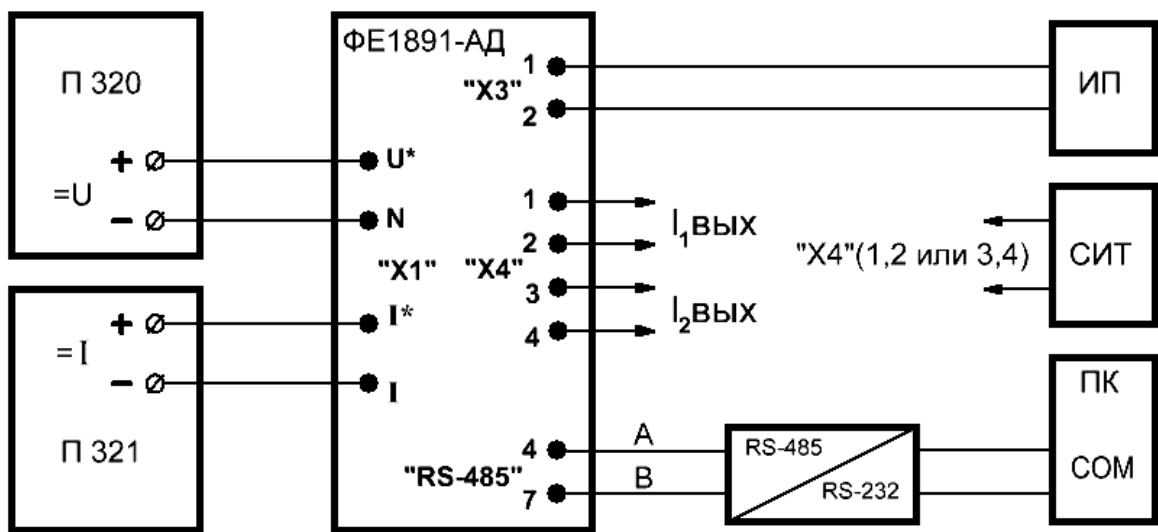 П 320
+
=U
−
+
= I
−
П 321
ФЕ1891-АД
U*
N
"X1"
I*
I
1
"X3"
2
1
2
"X4"
3
4
4
"RS-485"
7
I₁вых
I₂вых
A
B
RS-485
RS-232
ИП
"X4"(1,2 или 3,4)
СИТ
ПК
COM